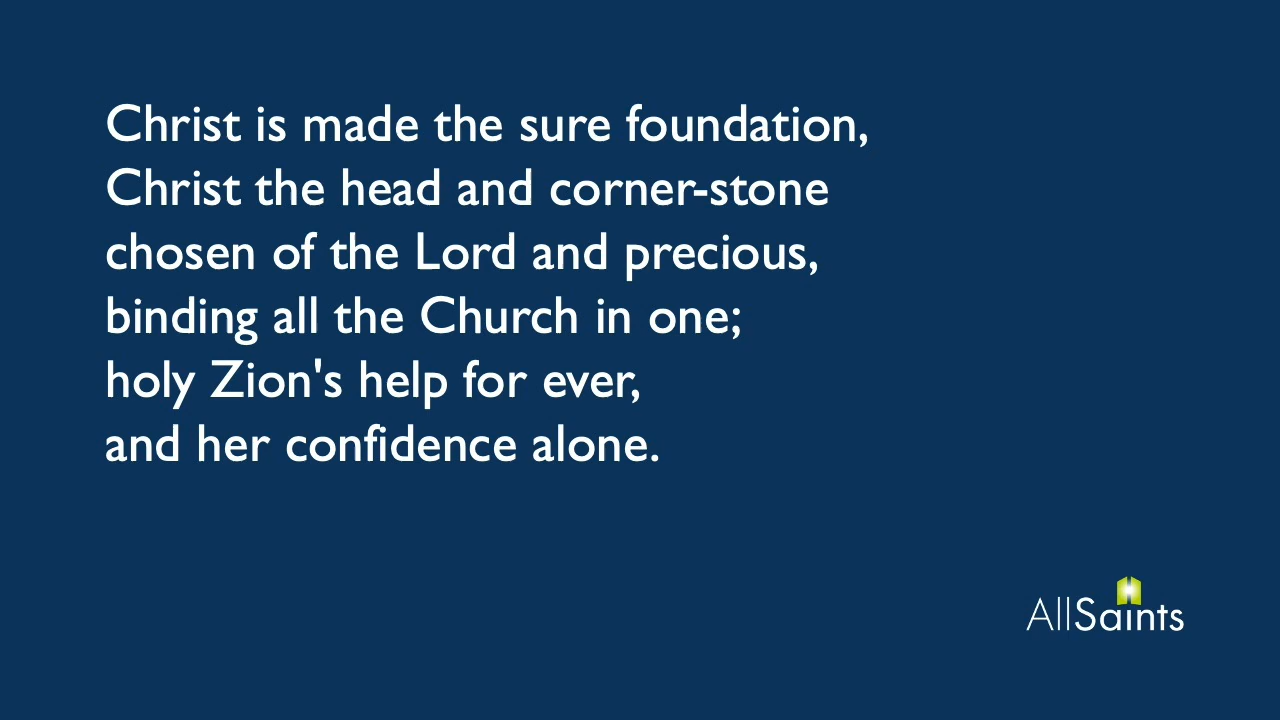 Christ is made the sure foundation,
Christ the head and corner-stone
chosen of the Lord and precious,
binding all the Church in one;
holy Zion's help for ever,
and her confidence alone.
AllSaints